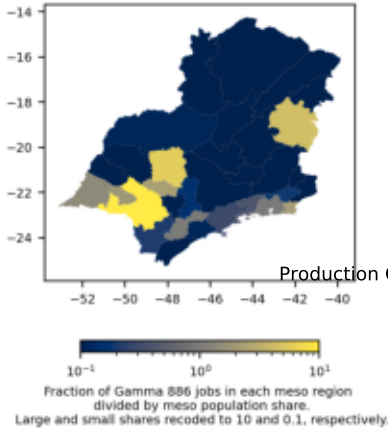 −14
−16
−18
−20
−22
−24
Production
−52 −50 −48 −46 −44 −42 −40
10⁻¹ 10⁰ 10¹
Fraction of Gamma 886 jobs in each meso region
divided by meso population share.
Large and small shares recoded to 10 and 0.1, respectively.